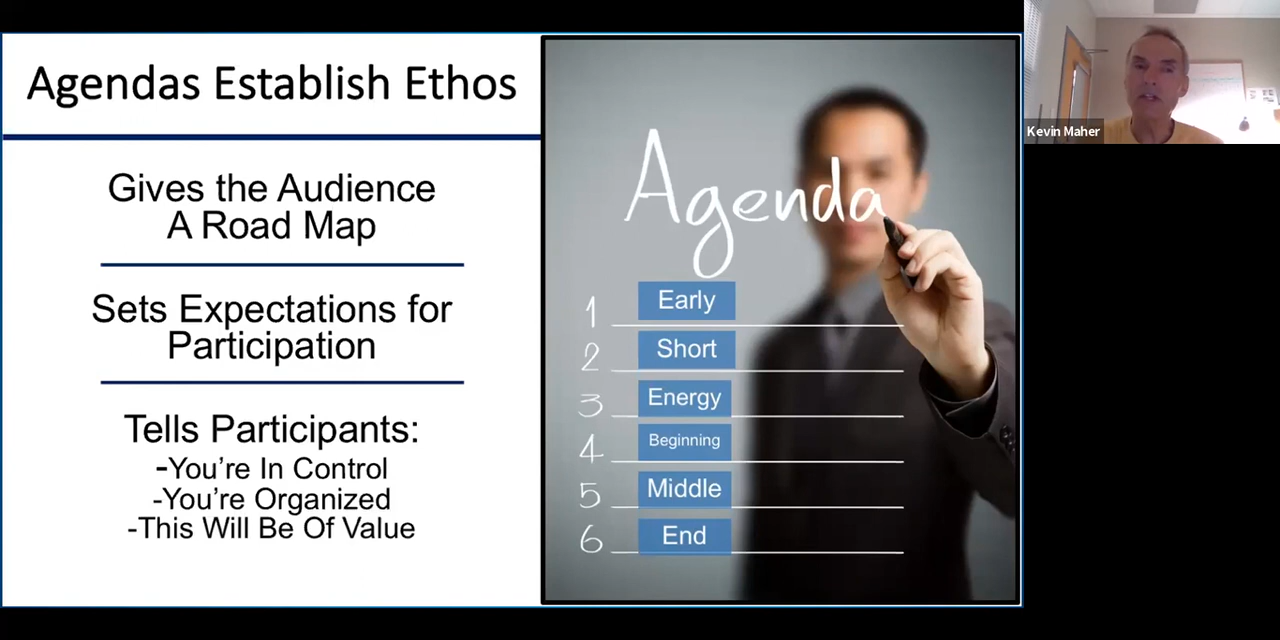 Agendas Establish Ethos
Gives the Audience
A Road Map
Sets Expectations for
Participation
Tells Participants:
-You’re In Control
-You’re Organized
-This Will Be Of Value
Agenda
1 Early
2 Short
3 Energy
4 Beginning
5 Middle
6 End
Kevin Maher